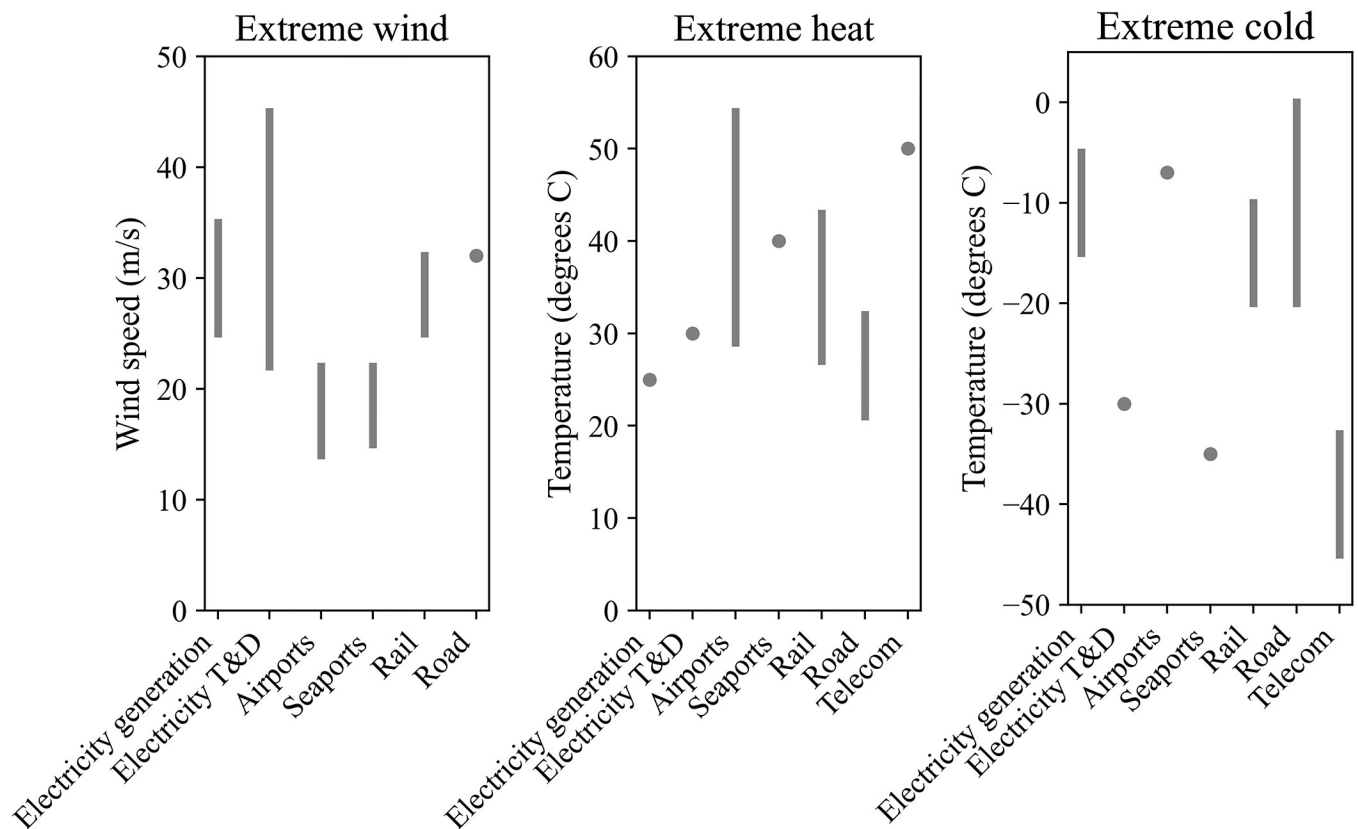 Extreme wind
50
40
30
20
10
0
Wind speed (m/s)
Electricity generation
Electricity T&D
Airports
Seaports
Rail
Road
Extreme heat
60
50
40
30
20
10
0
Temperature (degrees C)
Electricity generation
Electricity T&D
Airports
Seaports
Rail
Road
Telecom
Extreme cold
0
−10
−20
−30
−40
−50
Temperature (degrees C)
Electricity generation
Electricity T&D
Airports
Seaports
Rail
Road
Telecom